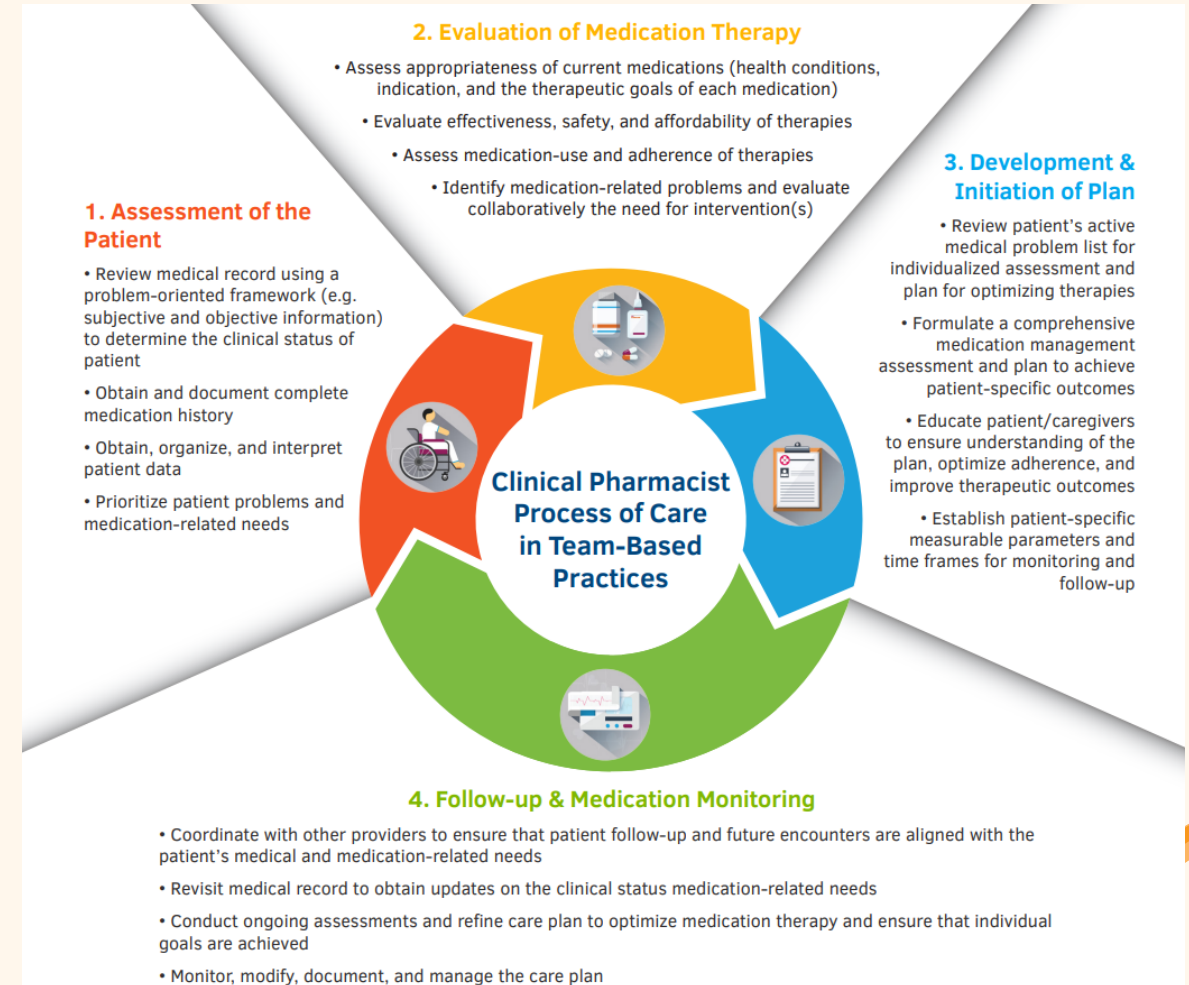 2. Evaluation of Medication Therapy
• Assess appropriateness of current medications (health conditions,
indication, and the therapeutic goals of each medication)
• Evaluate effectiveness, safety, and affordability of therapies
• Assess medication-use and adherence of therapies
• Identify medication-related problems and evaluate
collaboratively the need for intervention(s)
1. Assessment of the
Patient
• Review medical record using a
problem-oriented framework (e.g.
subjective and objective information)
to determine the clinical status of
patient
• Obtain and document complete
medication history
• Obtain, organize, and interpret
patient data
• Prioritize patient problems and
medication-related needs
3. Development &
Initiation of Plan
• Review patient’s active
medical problem list for
individualized assessment and
plan for optimizing therapies
• Formulate a comprehensive
medication management
assessment and plan to achieve
patient-specific outcomes
• Educate patient/caregivers
to ensure understanding of the
plan, optimize adherence, and
improve therapeutic outcomes
• Establish patient-specific
measurable parameters and
time frames for monitoring and
follow-up
Clinical Pharmacist
Process of Care
in Team-Based
Practices
4. Follow-up & Medication Monitoring
• Coordinate with other providers to ensure that patient follow-up and future encounters are aligned with the
patient’s medical and medication-related needs
• Revisit medical record to obtain updates on the clinical status medication-related needs
• Conduct ongoing assessments and refine care plan to optimize medication therapy and ensure that individual
goals are achieved
• Monitor, modify, document, and manage the care plan